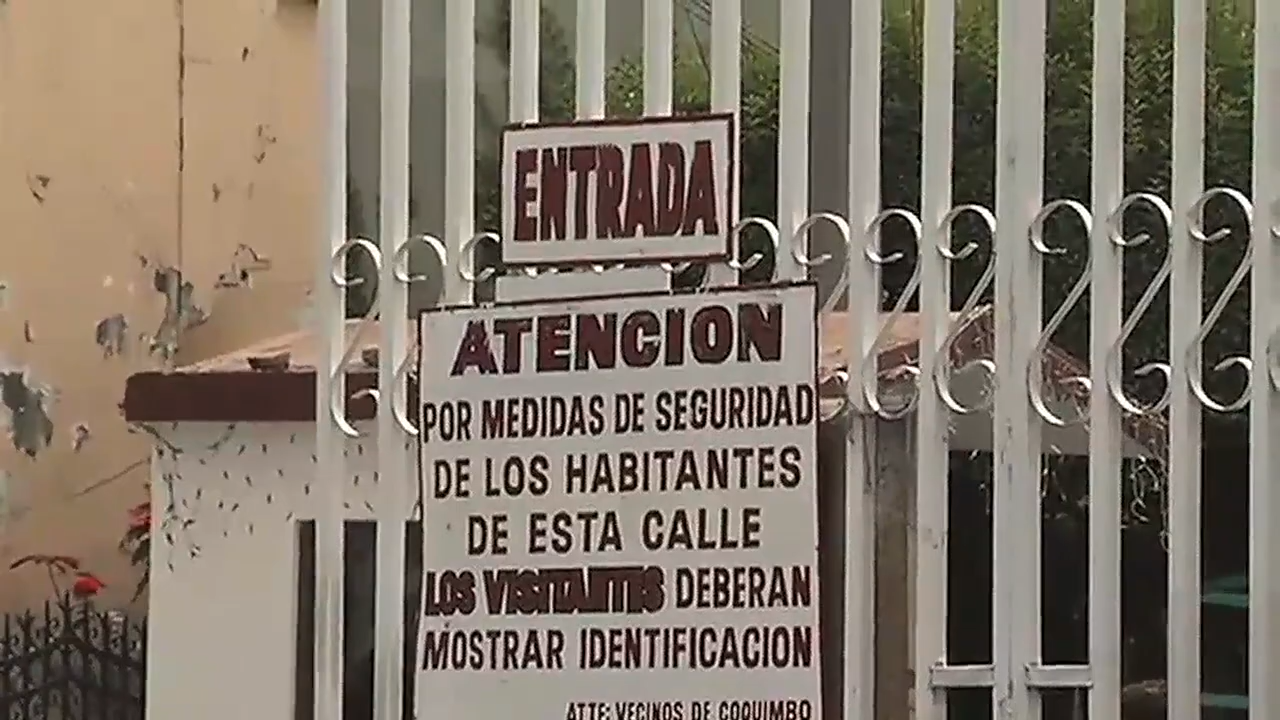 ENTRADA
ATENCION
POR MEDIDAS DE SEGURIDAD
DE LOS HABITANTES
DE ESTA CALLE
LOS VISITANTES DEBERAN
MOSTRAR IDENTIFICACION
ATTE: VECINOS DE COQUIMBO